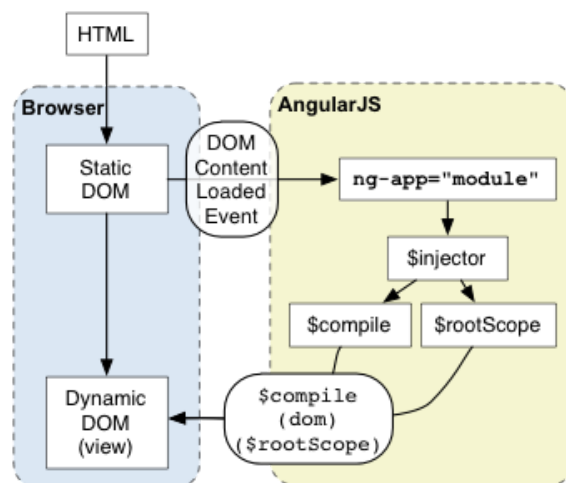 HTML
Browser
AngularJS
Static
DOM
DOM
Content
Loaded
Event
ng-app="module"
$injector
$compile
$rootScope
Dynamic
DOM
(view)
$compile
(dom)
($rootScope)